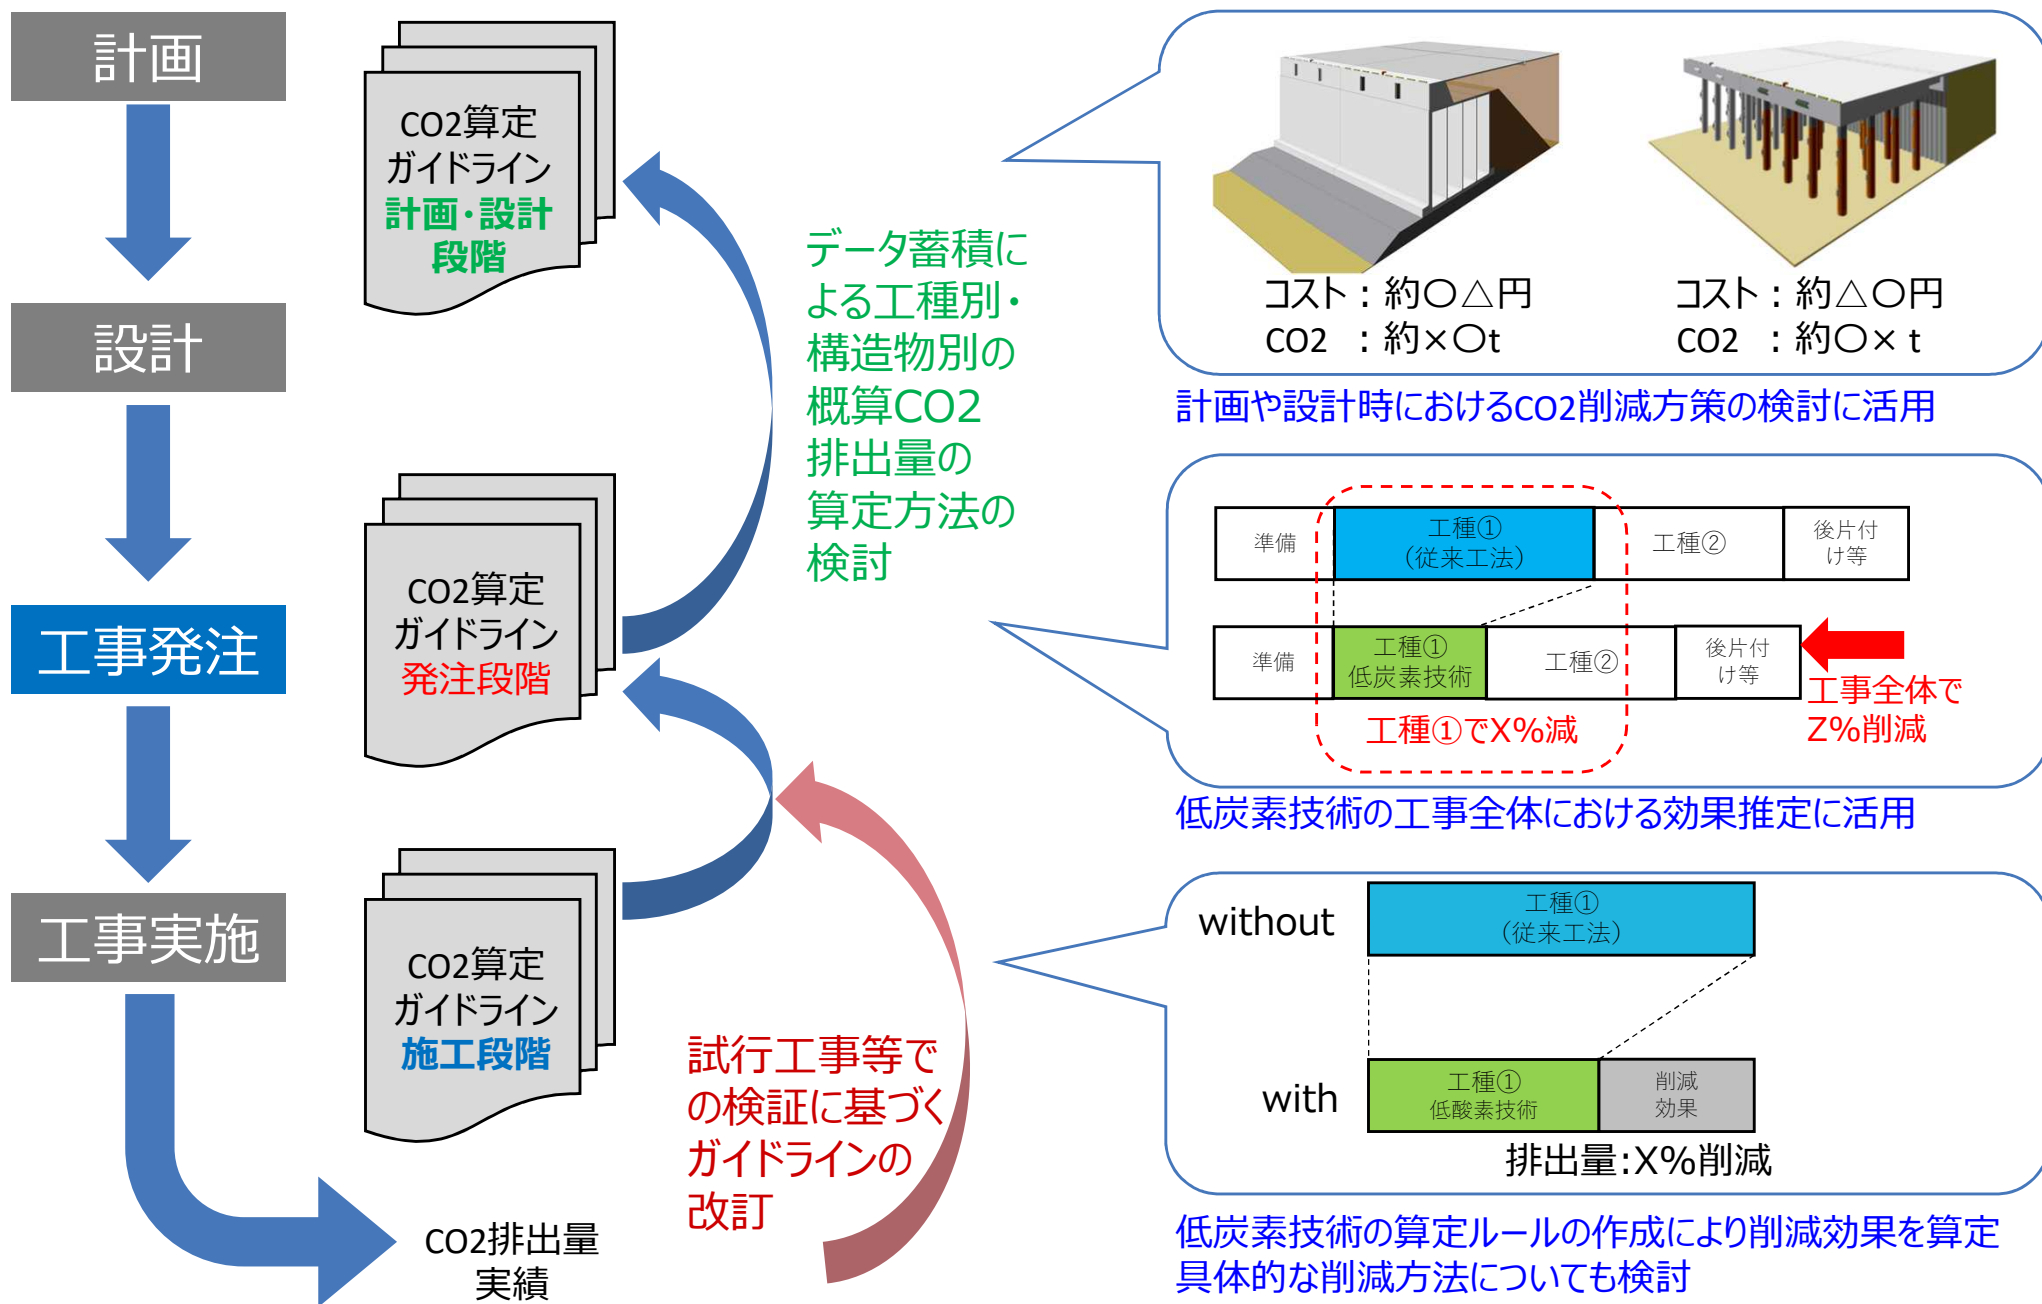 計画
設計
工事発注
工事実施
CO2算定
ガイドライン
計画・設計
段階
CO2算定
ガイドライン
発注段階
CO2算定
ガイドライン
施工段階
CO2排出量
実績
データ蓄積に
よる工種別・
構造物別の
概算CO2
排出量の
算定方法の
検討
試行工事等で
の検証に基づく
ガイドラインの
改訂
コスト：約〇△円
CO2 ：約×〇t
コスト：約△〇円
CO2 ：約〇× t
計画や設計時におけるCO2削減方策の検討に活用
準備
工種①
（従来工法）
工種②
後片付
け等
準備
工種①
低炭素技術
工種②
後片付
け等
工種①でX%減
工事全体で
Z%削減
低炭素技術の工事全体における効果推定に活用
without
工種①
（従来工法）
with
工種①
低酸素技術
削減
効果
排出量:X%削減
低炭素技術の算定ルールの作成により削減効果を算定
具体的な削減方法についても検討